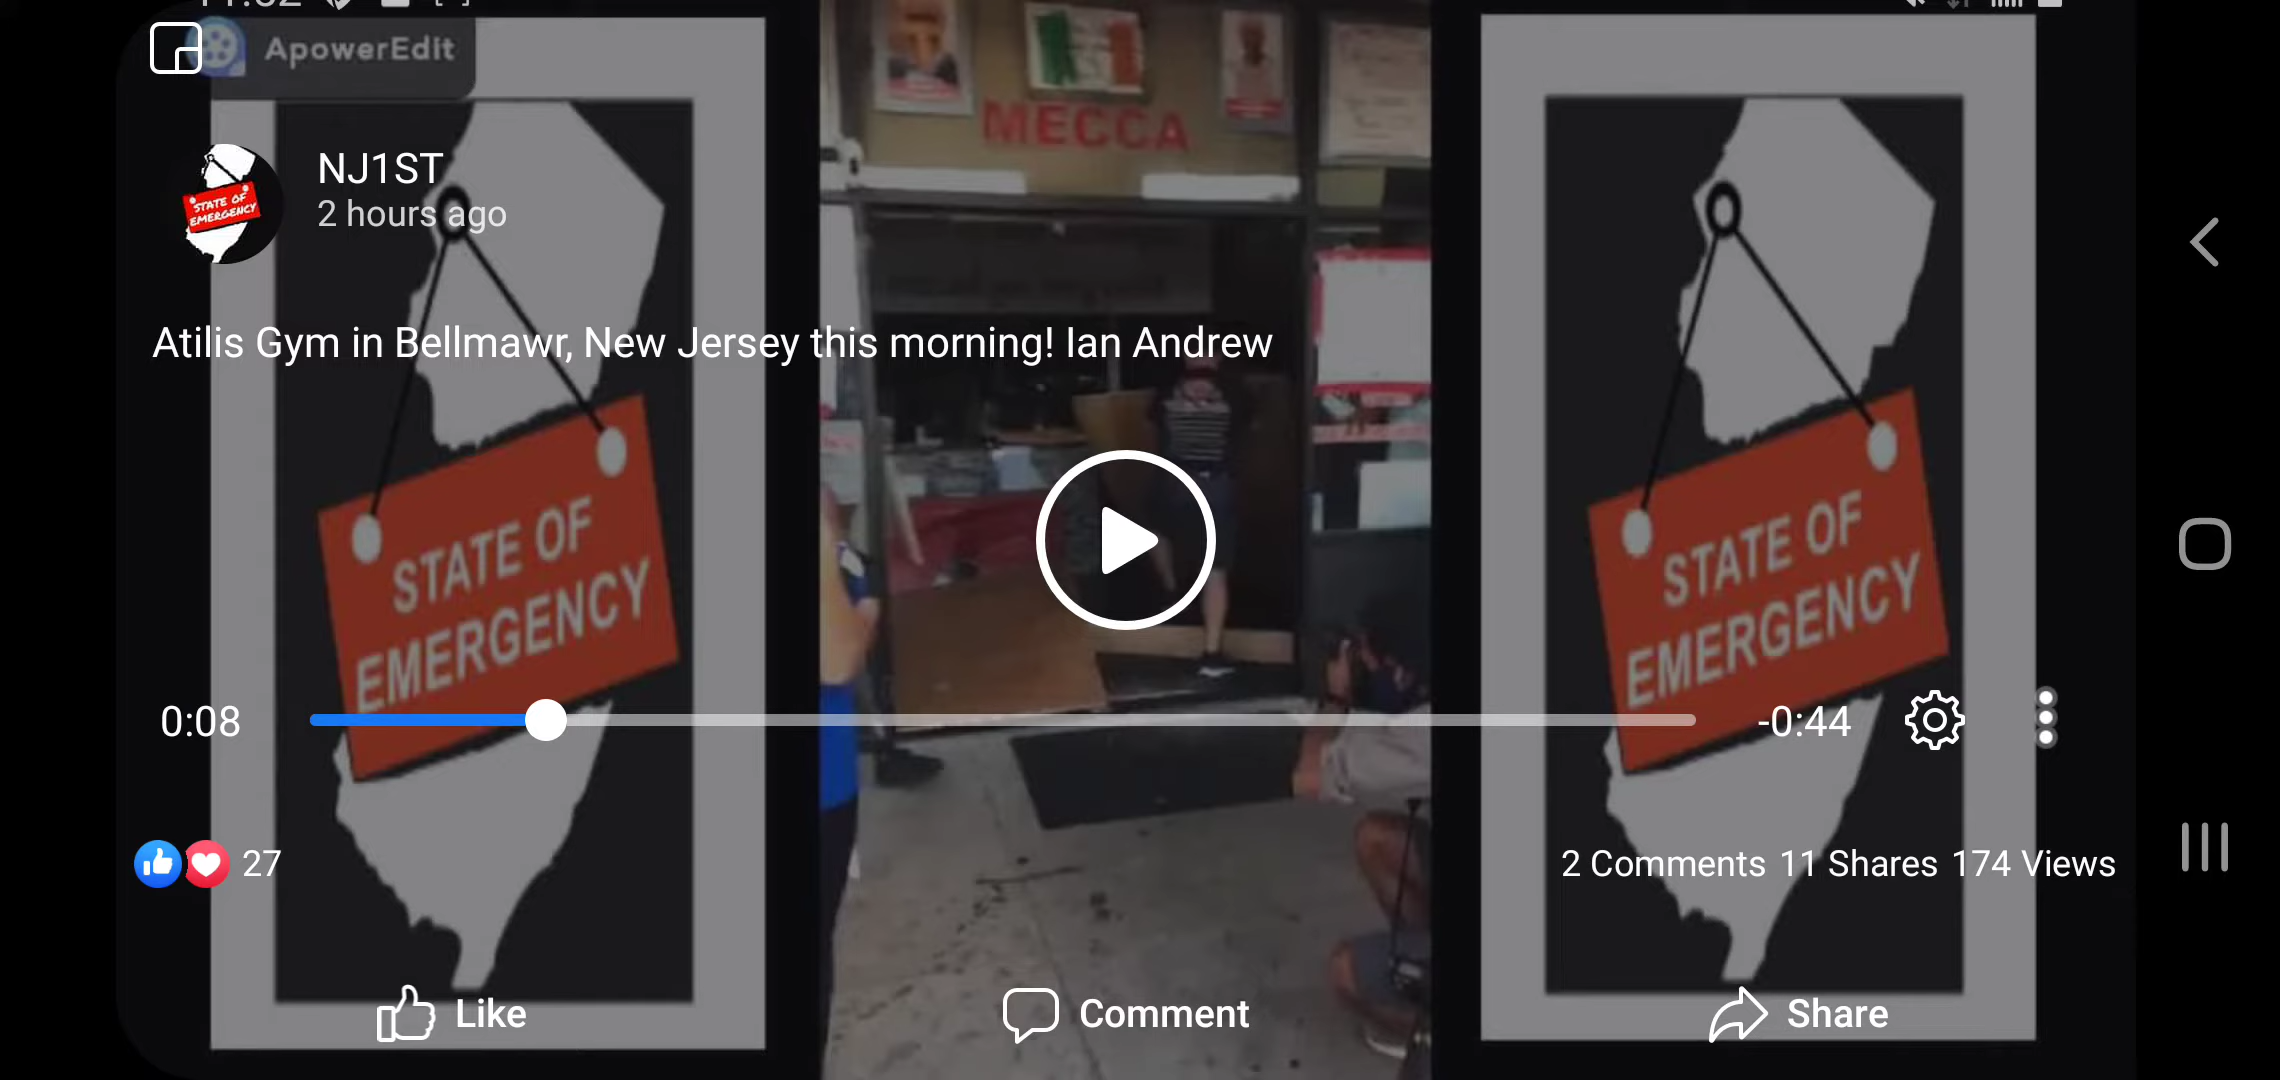 ApowerEdit
MECCA
NJ1ST
2 hours ago
STATE OF
EMERGENCY
Atilis Gym in Bellmawr, New Jersey this morning! Ian Andrew
STATE OF
EMERGENCY
STATE OF
EMERGENCY
0:08
-0:44
27
2 Comments 11 Shares 174 Views
Like
Comment
Share